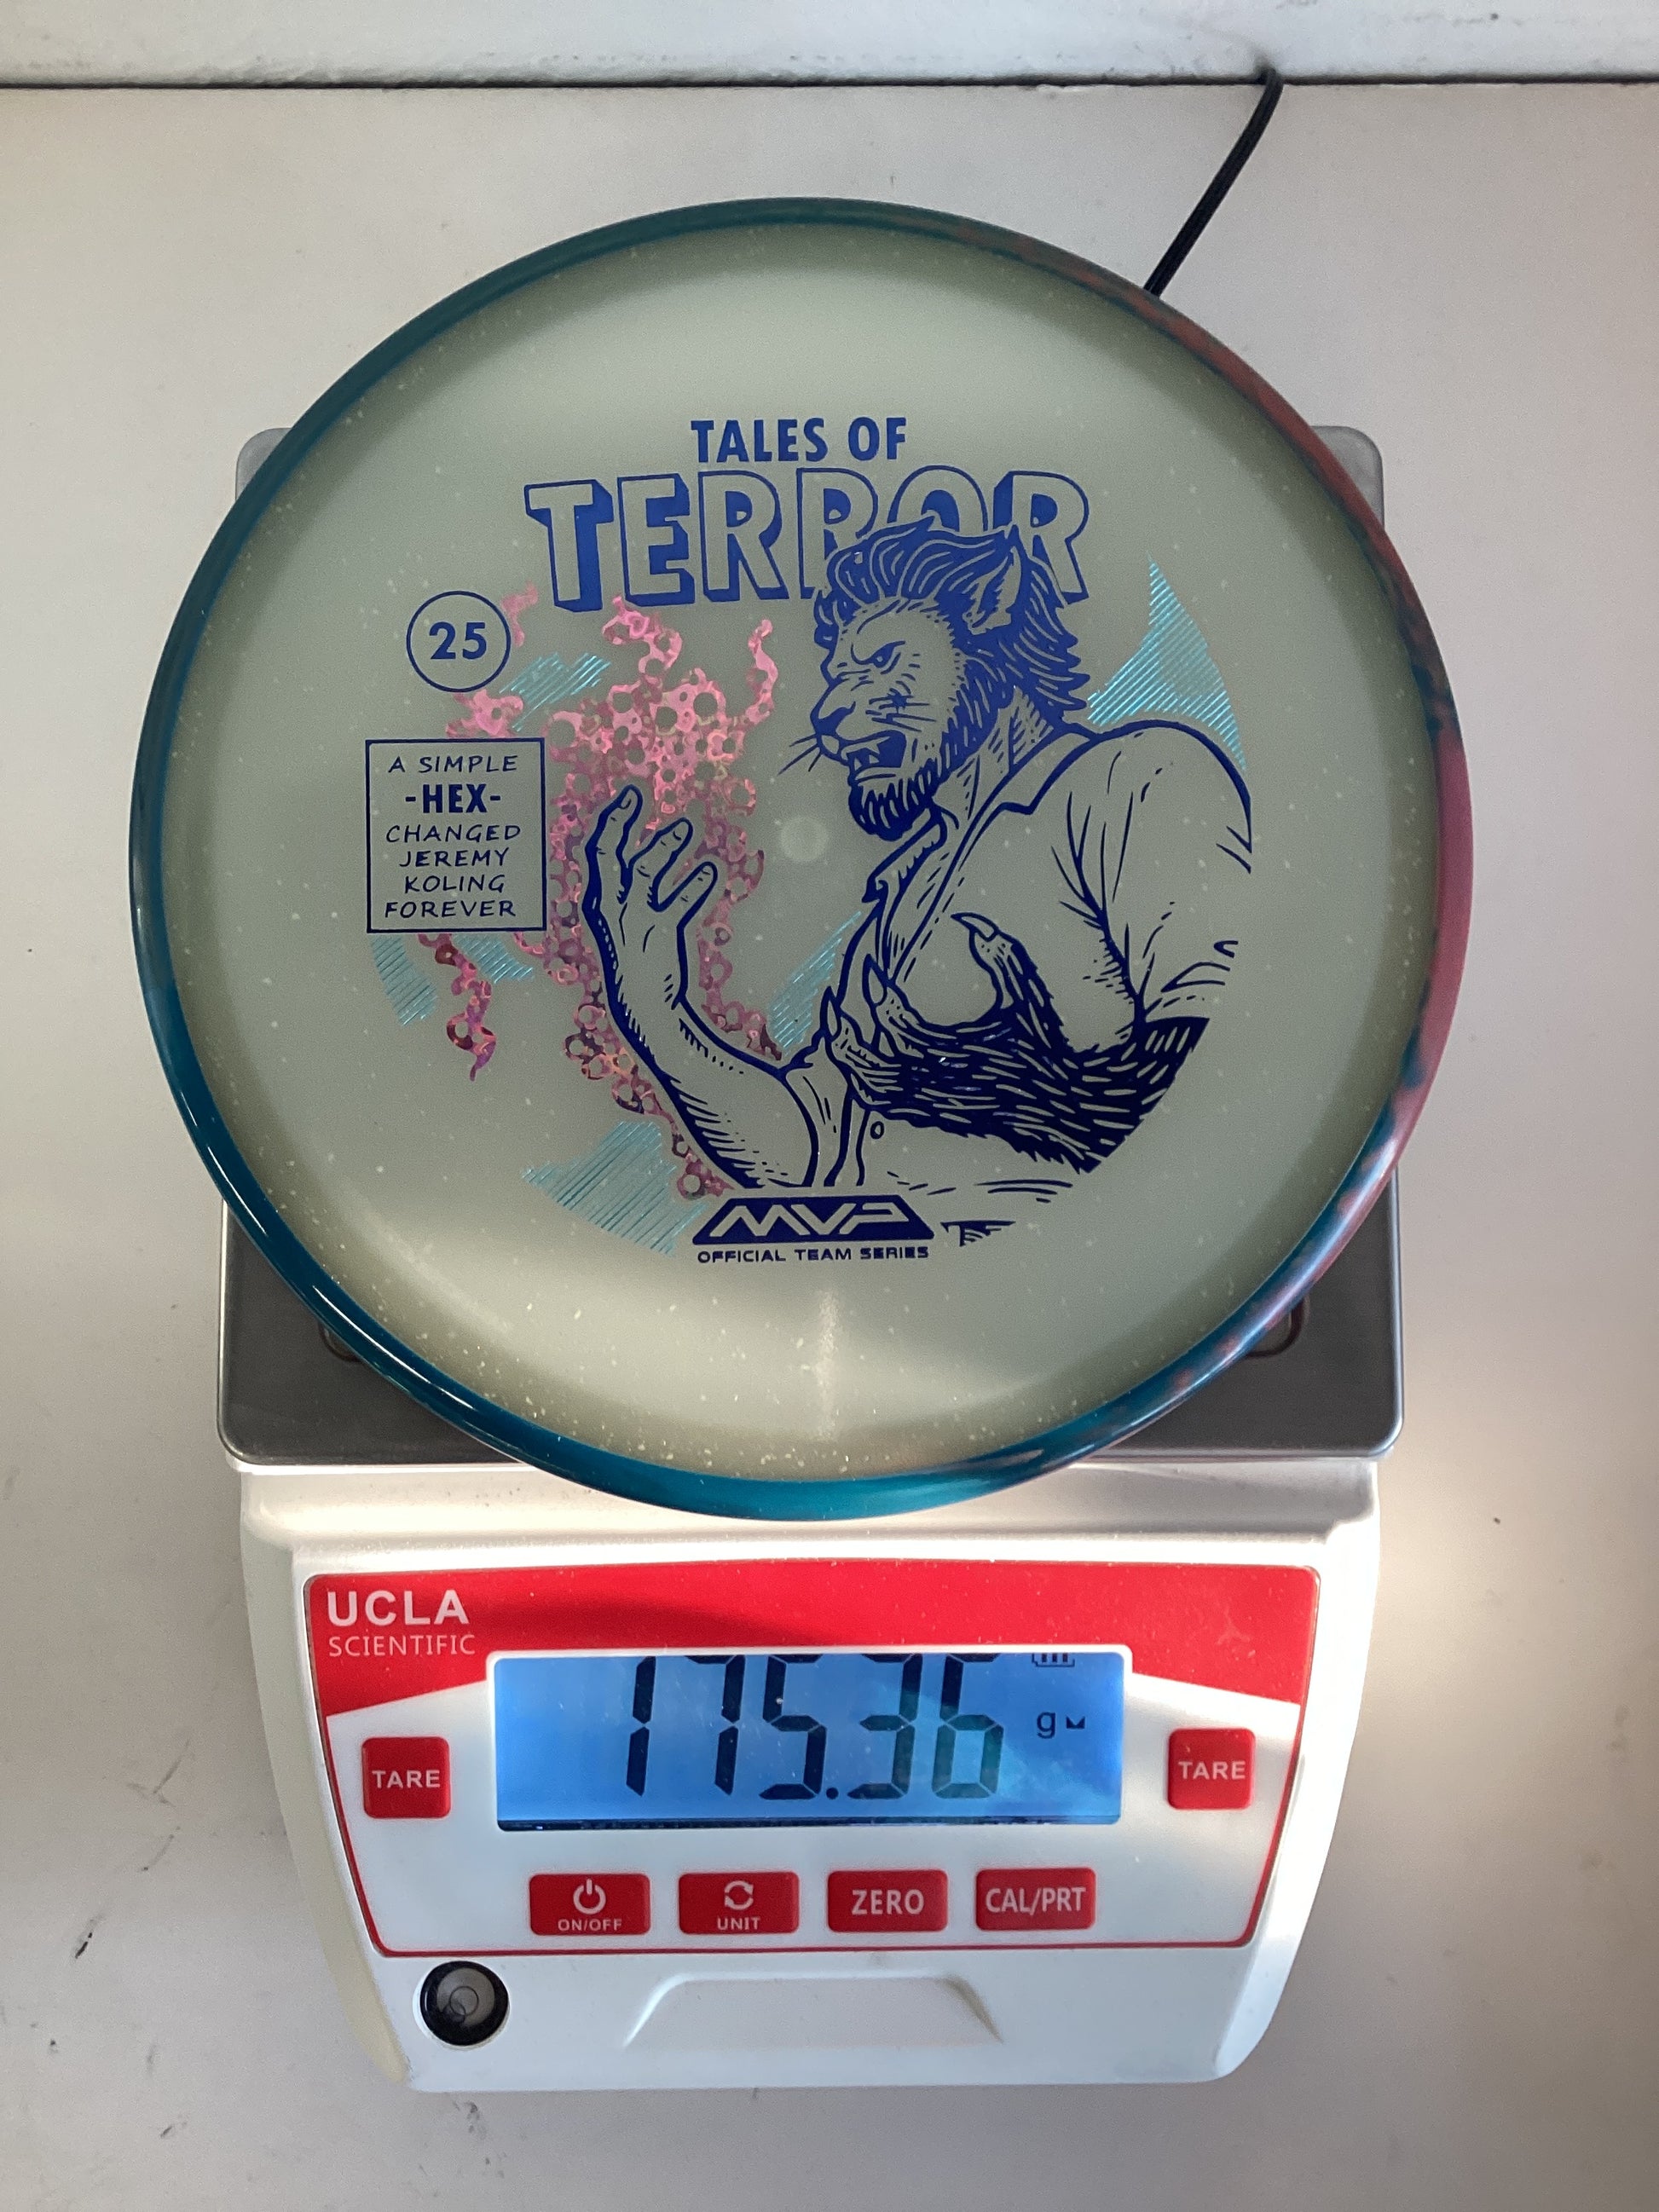 TALES OF
TERROR
25
A SIMPLE
-HEX-
CHANGED
JEREMY
KOLING
FOREVER
MVP
OFFICIAL TEAM SERIES
UCLA
SCIENTIFIC
175.36
g
TARE
TARE
ON/OFF
UNIT
ZERO
CAL/PRT